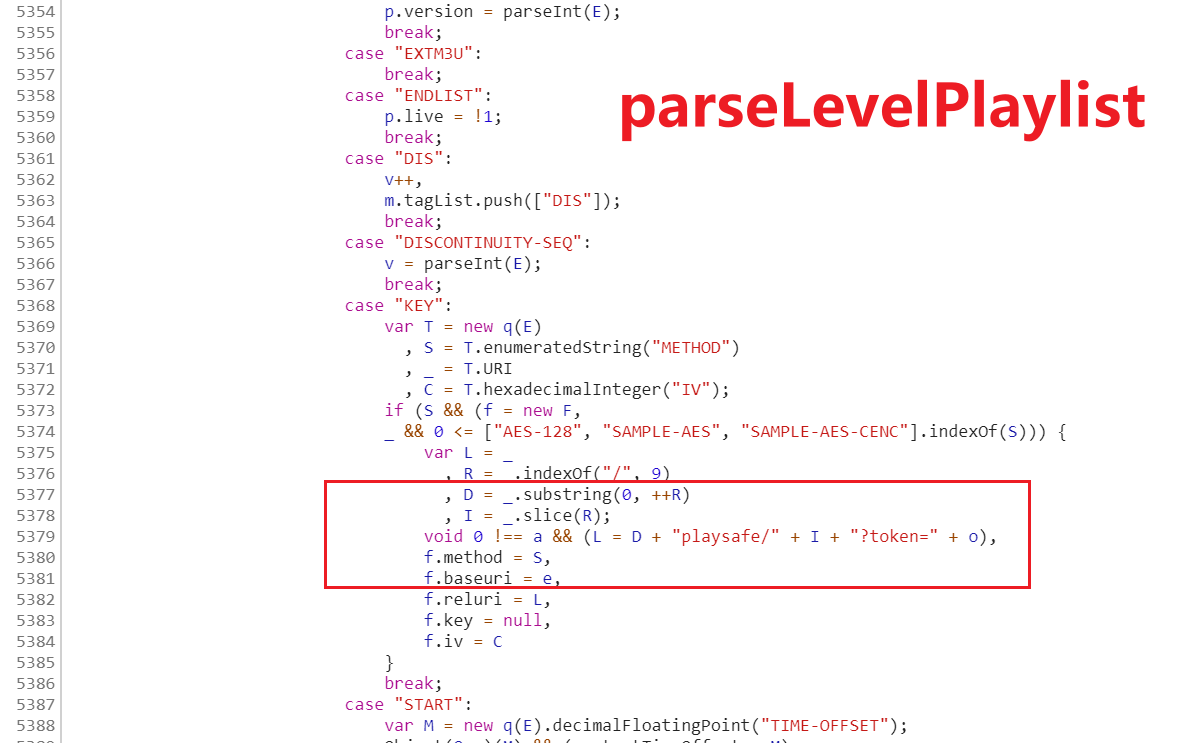 5354 p.version = parseInt(E);
5355 break;
5356 case "EXTM3U":
5357 break;
5358 case "ENDLIST":
parseLevelPlaylist
5359 p.live = !1;
5360 break;
5361 case "DIS":
5362 v++,
5363 m.tagList.push(["DIS"]);
5364 break;
5365 case "DISCONTINUITY-SEQ":
5366 v = parseInt(E);
5367 break;
5368 case "KEY":
5369 var T = new q(E)
5370 , S = T.enumeratedString("METHOD")
5371 , _ = T.URI
5372 , C = T.hexadecimalInteger("IV");
5373 if (S && (f = new F,
5374 _ && 0 <= ["AES-128", "SAMPLE-AES", "SAMPLE-AES-CENC"].indexOf(S))) {
5375 var L = _
5376 , R = _.indexOf("/", 9)
5377 , D = _.substring(0, ++R)
5378 , I = _.slice(R);
5379 void 0 !== a && (L = D + "playsafe/" + I + "?token=" + o),
5380 f.method = S,
5381 f.baseuri = e,
5382 f.reluri = L,
5383 f.key = null,
5384 f.iv = C
5385 }
5386 break;
5387 case "START":
5388 var M = new q(E).decimalFloatingPoint("TIME-OFFSET");